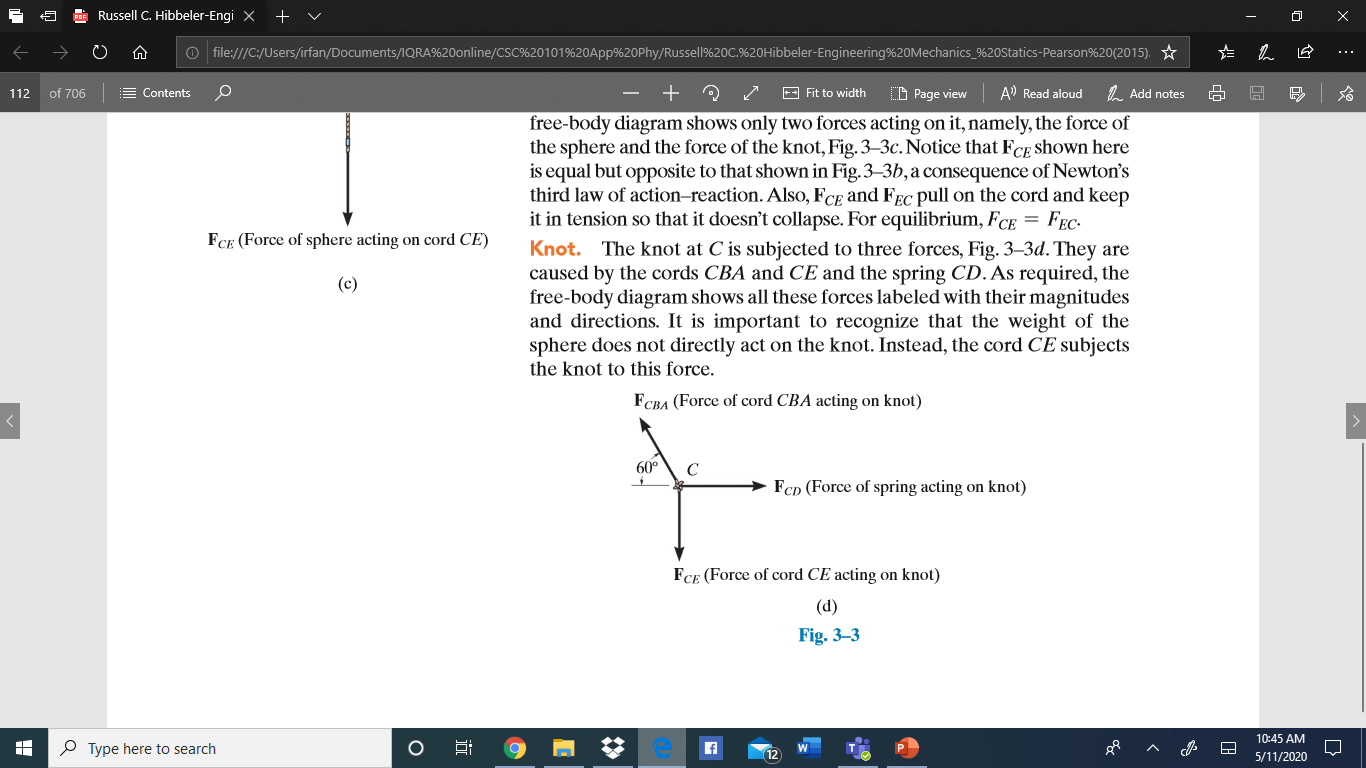 Russell C. Hibbeler-Engi
file:///C:/Users/irfan/Documents/IQRA%20online/CSC%20101%20App%20Phy/Russell%20C.%20Hibbeler-Engineering%20Mechanics_%20Statics-Pearson%20(2015).
112 of 706 Contents Fit to width Page view Read aloud Add notes
free-body diagram shows only two forces acting on it, namely, the force of
the sphere and the force of the knot, Fig. 3–3c. Notice that F_CE shown here
is equal but opposite to that shown in Fig. 3–3b, a consequence of Newton's
third law of action–reaction. Also, F_CE and F_EC pull on the cord and keep
it in tension so that it doesn't collapse. For equilibrium, F_CE = F_EC.
F_CE (Force of sphere acting on cord CE)
(c)
Knot. The knot at C is subjected to three forces, Fig. 3–3d. They are
caused by the cords CBA and CE and the spring CD. As required, the
free-body diagram shows all these forces labeled with their magnitudes
and directions. It is important to recognize that the weight of the
sphere does not directly act on the knot. Instead, the cord CE subjects
the knot to this force.
F_CBA (Force of cord CBA acting on knot)
60°
C
F_CD (Force of spring acting on knot)
F_CE (Force of cord CE acting on knot)
(d)
Fig. 3–3
Type here to search
12
10:45 AM
5/11/2020